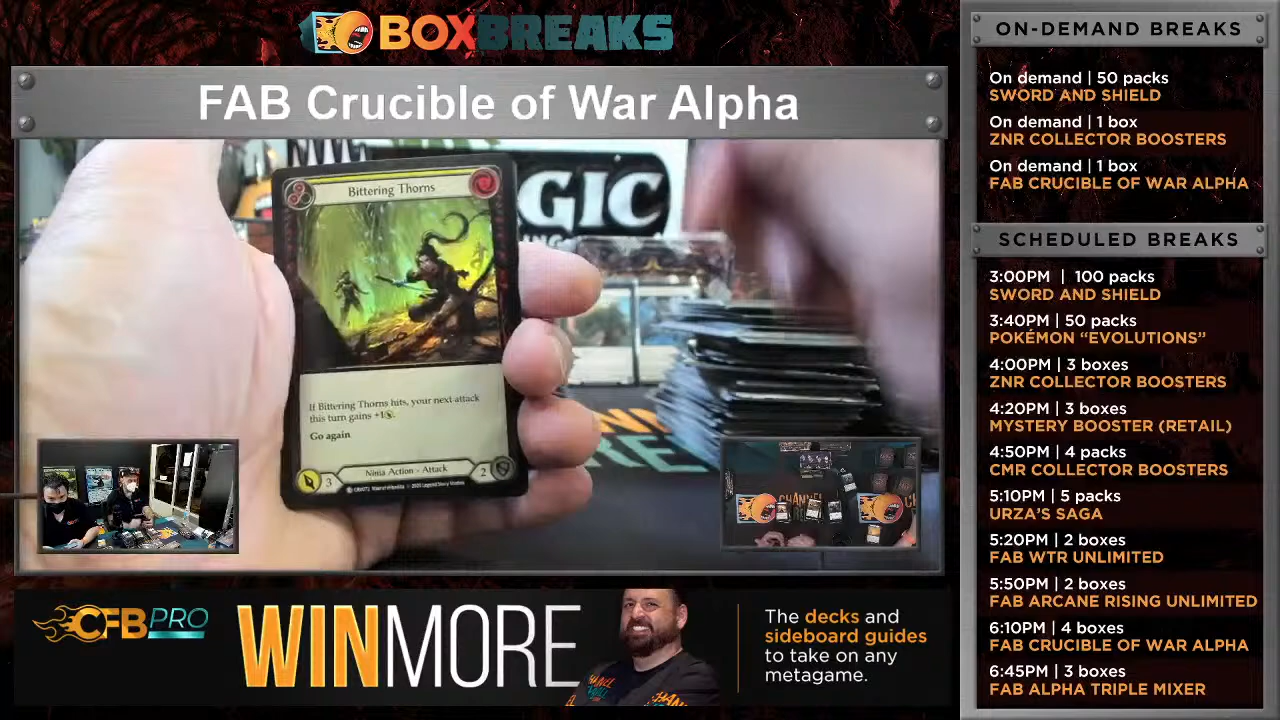 BOXBREAKS
FAB Crucible of War Alpha
Bittering Thorns
GIC
If Bittering Thorns hits, your next attack
this turn gains +1
Go again
3
Ninja Action - Attack
2
CFBPRO
WINMORE
The decks and
sideboard guides
to take on any
metagame.
ON-DEMAND BREAKS
On demand | 50 packs
SWORD AND SHIELD
On demand | 1 box
ZNR COLLECTOR BOOSTERS
On demand | 1 box
FAB CRUCIBLE OF WAR ALPHA
SCHEDULED BREAKS
3:00PM | 100 packs
SWORD AND SHIELD
3:40PM | 50 packs
POKÉMON “EVOLUTIONS”
4:00PM | 3 boxes
ZNR COLLECTOR BOOSTERS
4:20PM | 3 boxes
MYSTERY BOOSTER (RETAIL)
4:50PM | 4 packs
CMR COLLECTOR BOOSTERS
5:10PM | 5 packs
URZA'S SAGA
5:20PM | 2 boxes
FAB WTR UNLIMITED
5:50PM | 2 boxes
FAB ARCANE RISING UNLIMITED
6:10PM | 4 boxes
FAB CRUCIBLE OF WAR ALPHA
6:45PM | 3 boxes
FAB ALPHA TRIPLE MIXER